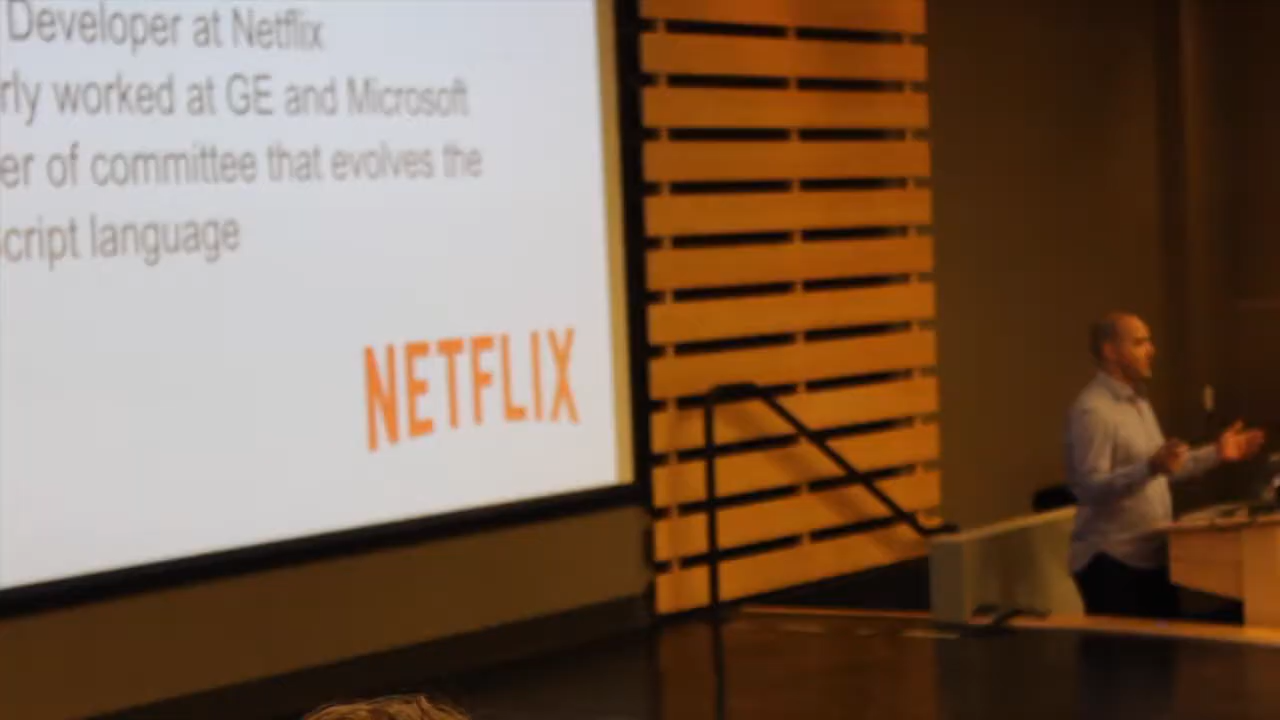 Developer at Netflix
rly worked at GE and Microsoft
er of committee that evolves the
cript language
NETFLIX